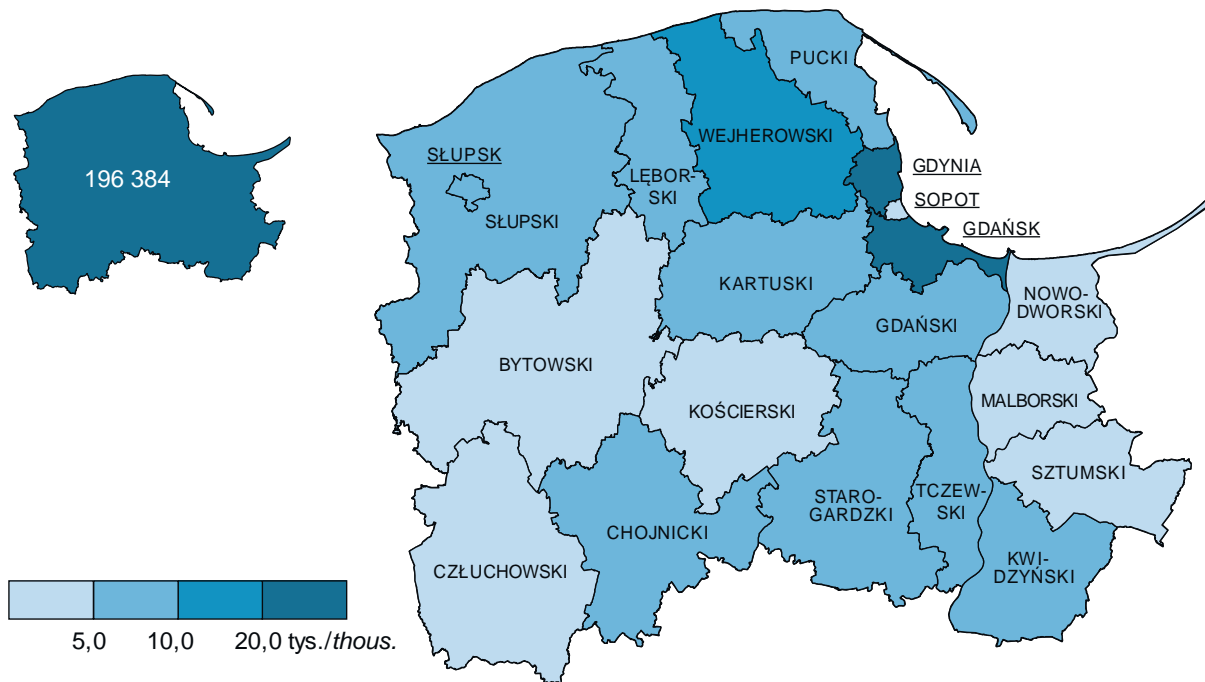 196 384
PUCKI
WEJHEROWSKI
SŁUPSK
LĘBOR-
SKI
SŁUPSKI
GDYNIA
SOPOT
GDAŃSK
KARTUSKI
NOWO-
DWORSKI
GDAŃSKI
BYTOWSKI
KOŚCIERSKI
MALBORSKI
SZTUMSKI
STARO-
GARDZKI
TCZEW-
SKI
CHOJNICKI
KWI-
DZYŃSKI
CZŁUCHOWSKI
5,0 10,0 20,0 tys./thous.